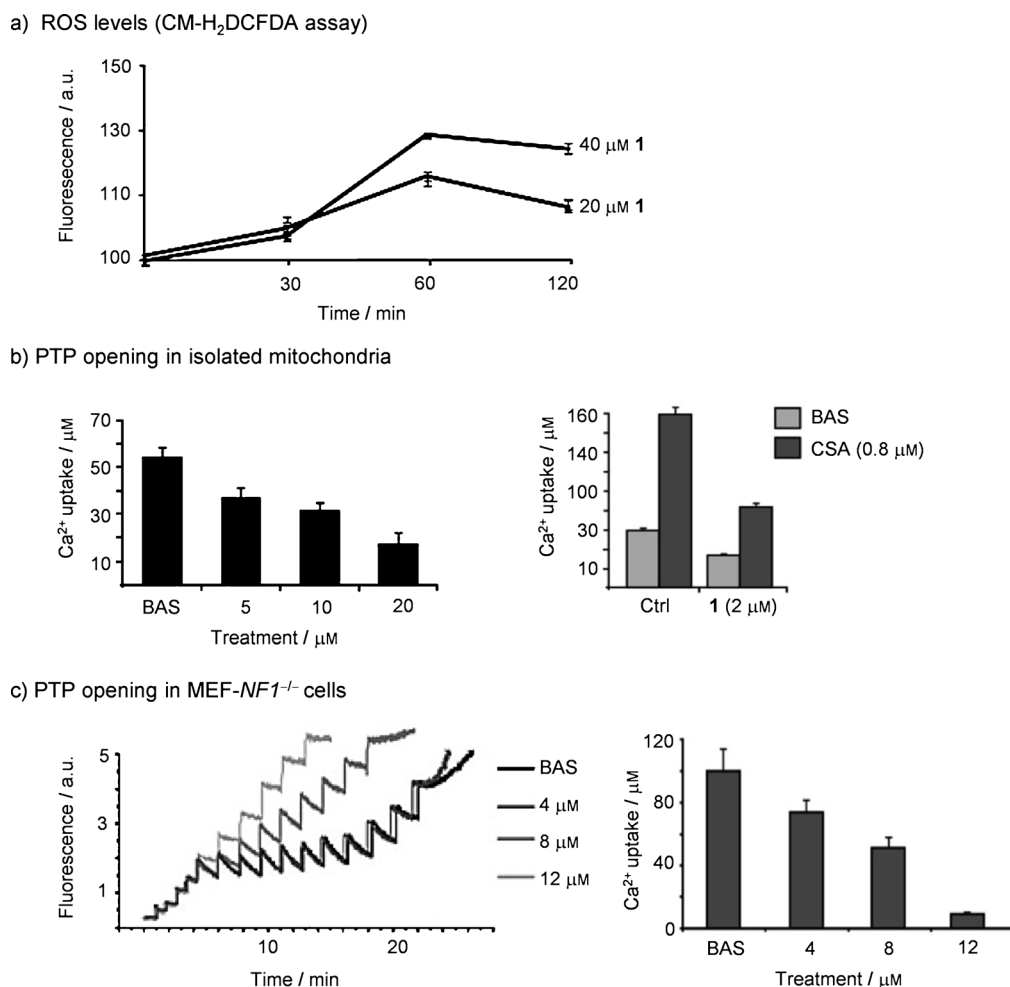 a) ROS levels (CM-H₂DCFDA assay)
150
130
110
100
Fluoresecence / a.u.
40 µM 1
20 µM 1
30 60 120
Time / min
b) PTP opening in isolated mitochondria
70
50
30
10
Ca²⁺ uptake / µM
BAS 5 10 20
Treatment / µM
160
140
100
30
10
Ca²⁺ uptake / µM
BAS
CSA (0.8 µM)
Ctrl 1 (2 µM)
c) PTP opening in MEF-NF1⁻/⁻ cells
5
3
1
Fluorescence / a.u.
BAS
4 µM
8 µM
12 µM
10 20
Time / min
120
80
40
0
Ca²⁺ uptake / µM
BAS 4 8 12
Treatment / µM